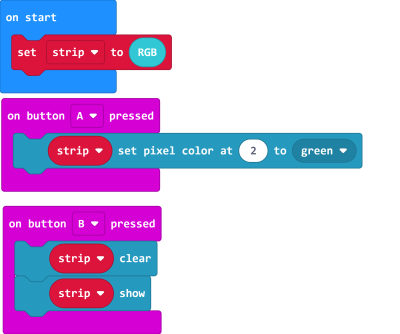 on start
set strip to RGB
on button A pressed
strip set pixel color at 2 to green
on button B pressed
strip clear
strip show